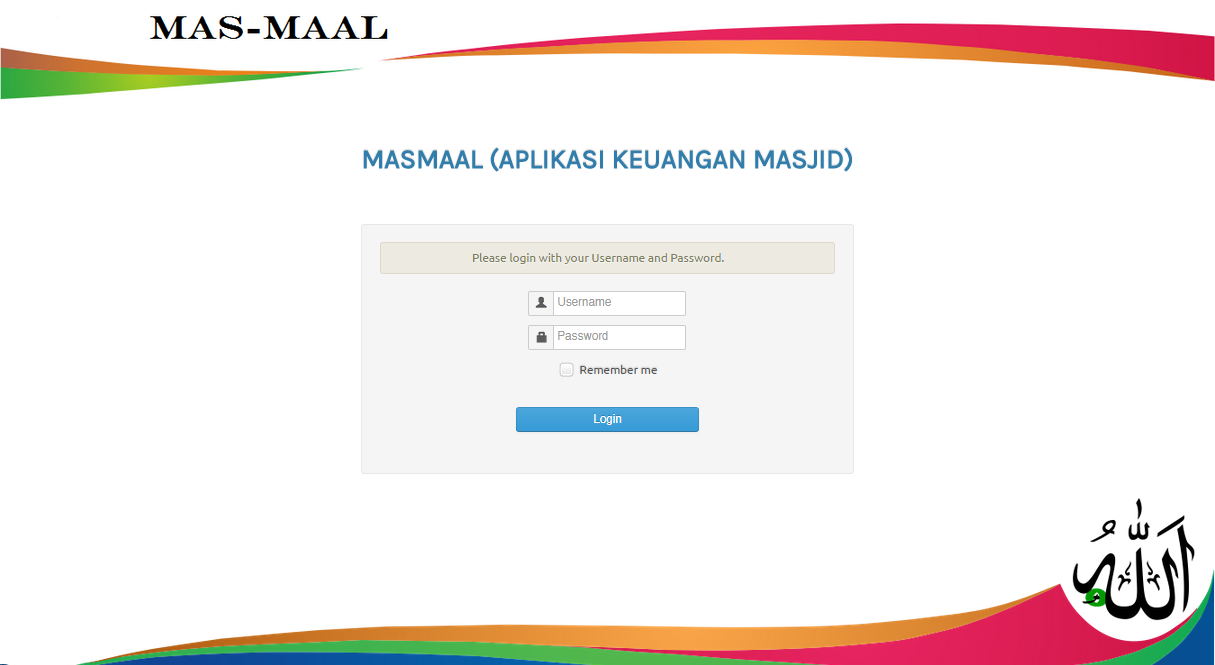 MAS-MAAL
MASMAAL (APLIKASI KEUANGAN MASJID)
Please login with your Username and Password.
Username
Password
Remember me
Login
الله